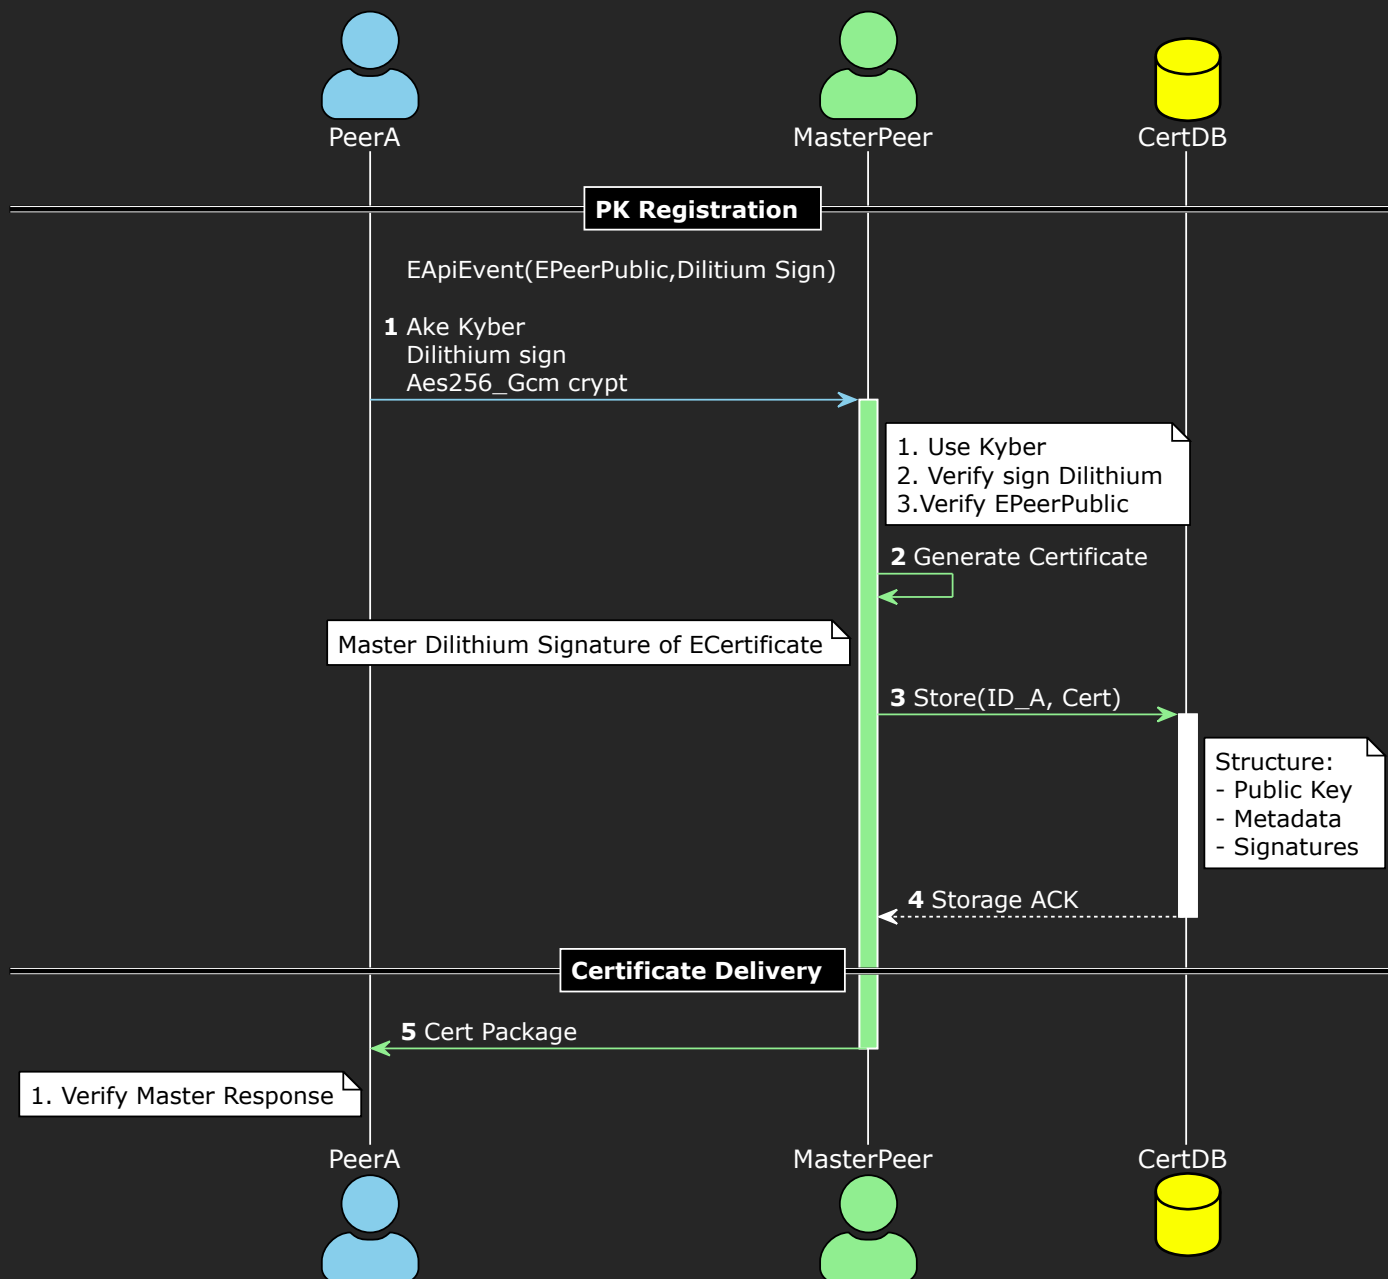 PeerA
MasterPeer
CertDB
PK Registration
EApiEvent(EPeerPublic,Dilitium Sign)
1 Ake Kyber
Dilithium sign
Aes256_Gcm crypt
1. Use Kyber
2. Verify sign Dilithium
3.Verify EPeerPublic
2 Generate Certificate
Master Dilithium Signature of ECertificate
3 Store(ID_A, Cert)
Structure:
- Public Key
- Metadata
- Signatures
4 Storage ACK
Certificate Delivery
5 Cert Package
1. Verify Master Response
PeerA
MasterPeer
CertDB